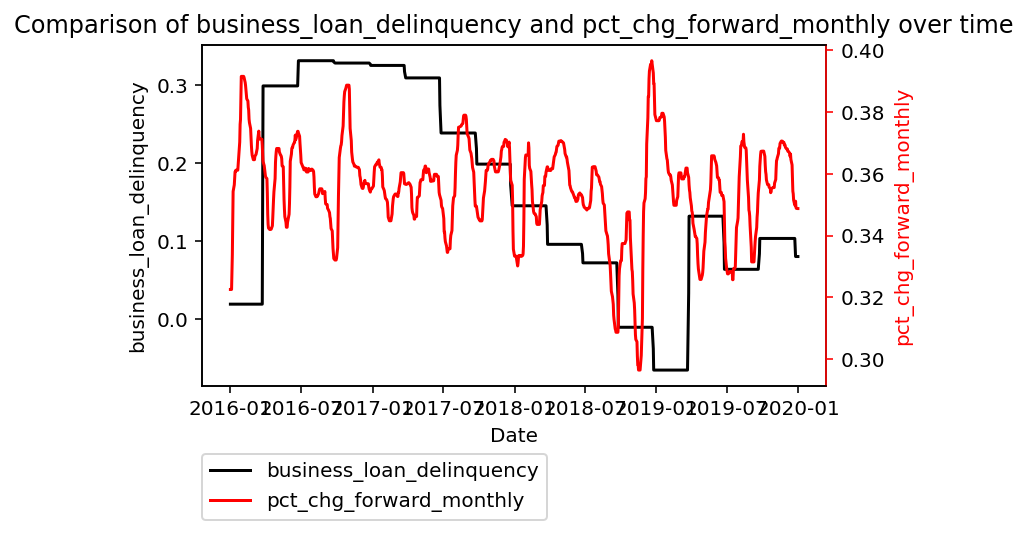 Comparison of business_loan_delinquency and pct_chg_forward_monthly over time
business_loan_delinquency
0.3
0.2
0.1
0.0
0.40
0.38
0.36
0.34
0.32
0.30
pct_chg_forward_monthly
2016-01 2016-07 2017-01 2017-07 2018-01 2018-07 2019-01 2019-07 2020-01
Date
business_loan_delinquency
pct_chg_forward_monthly